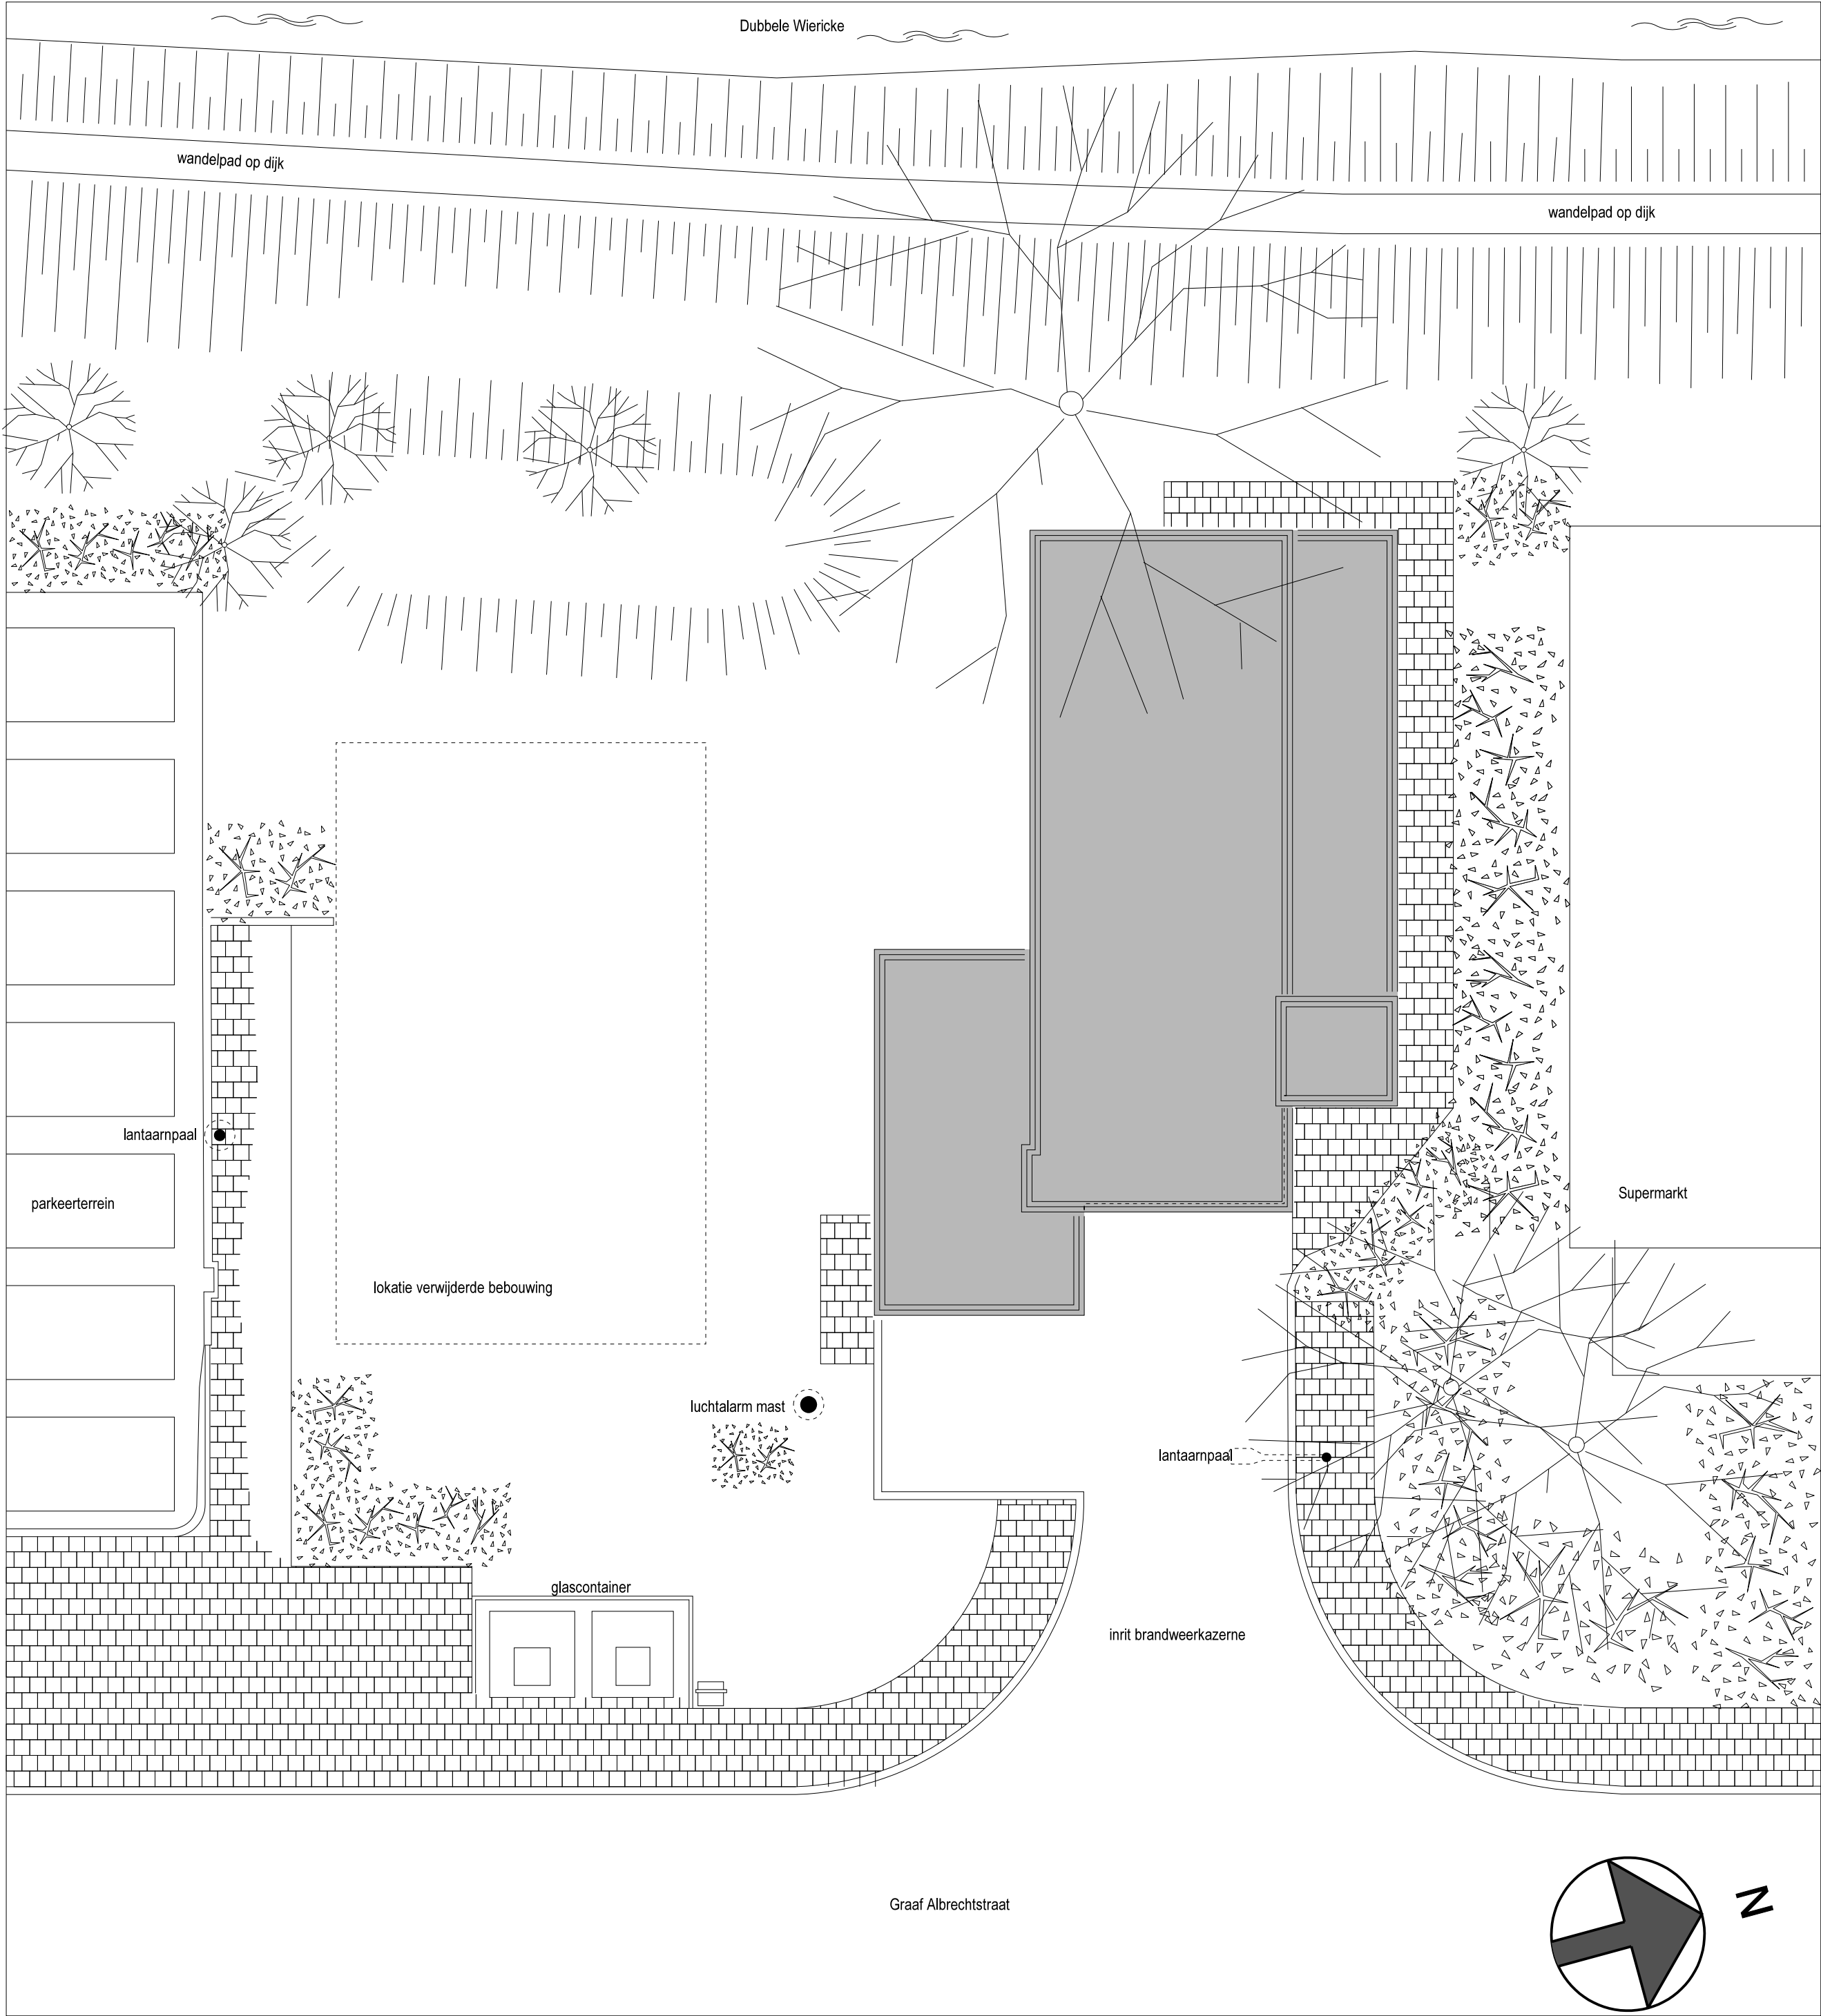 Dubbele Wiericke
wandelpad op dijk
wandelpad op dijk
lantaarnpaal
parkeerterrein
Supermarkt
lokatie verwijderde bebouwing
luchtalarm mast
lantaarnpaal
glascontainer
inrit brandweerkazerne
Graaf Albrechtstraat
N